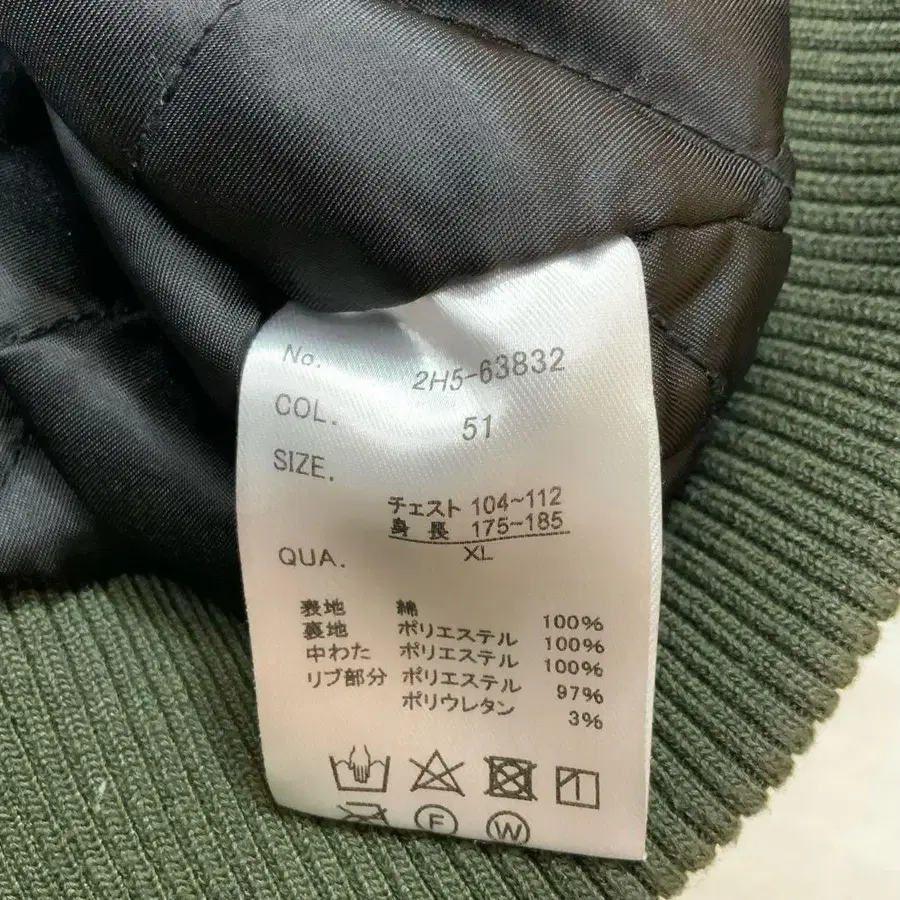 No. 2H5-63832
COL. 51
SIZE.
チェスト 104~112
身長 175-185
XL
QUA.
表地 綿 100%
裏地 ポリエステル 100%
中わた ポリエステル 100%
リブ部分 ポリエステル 97%
ポリウレタン 3%
F W